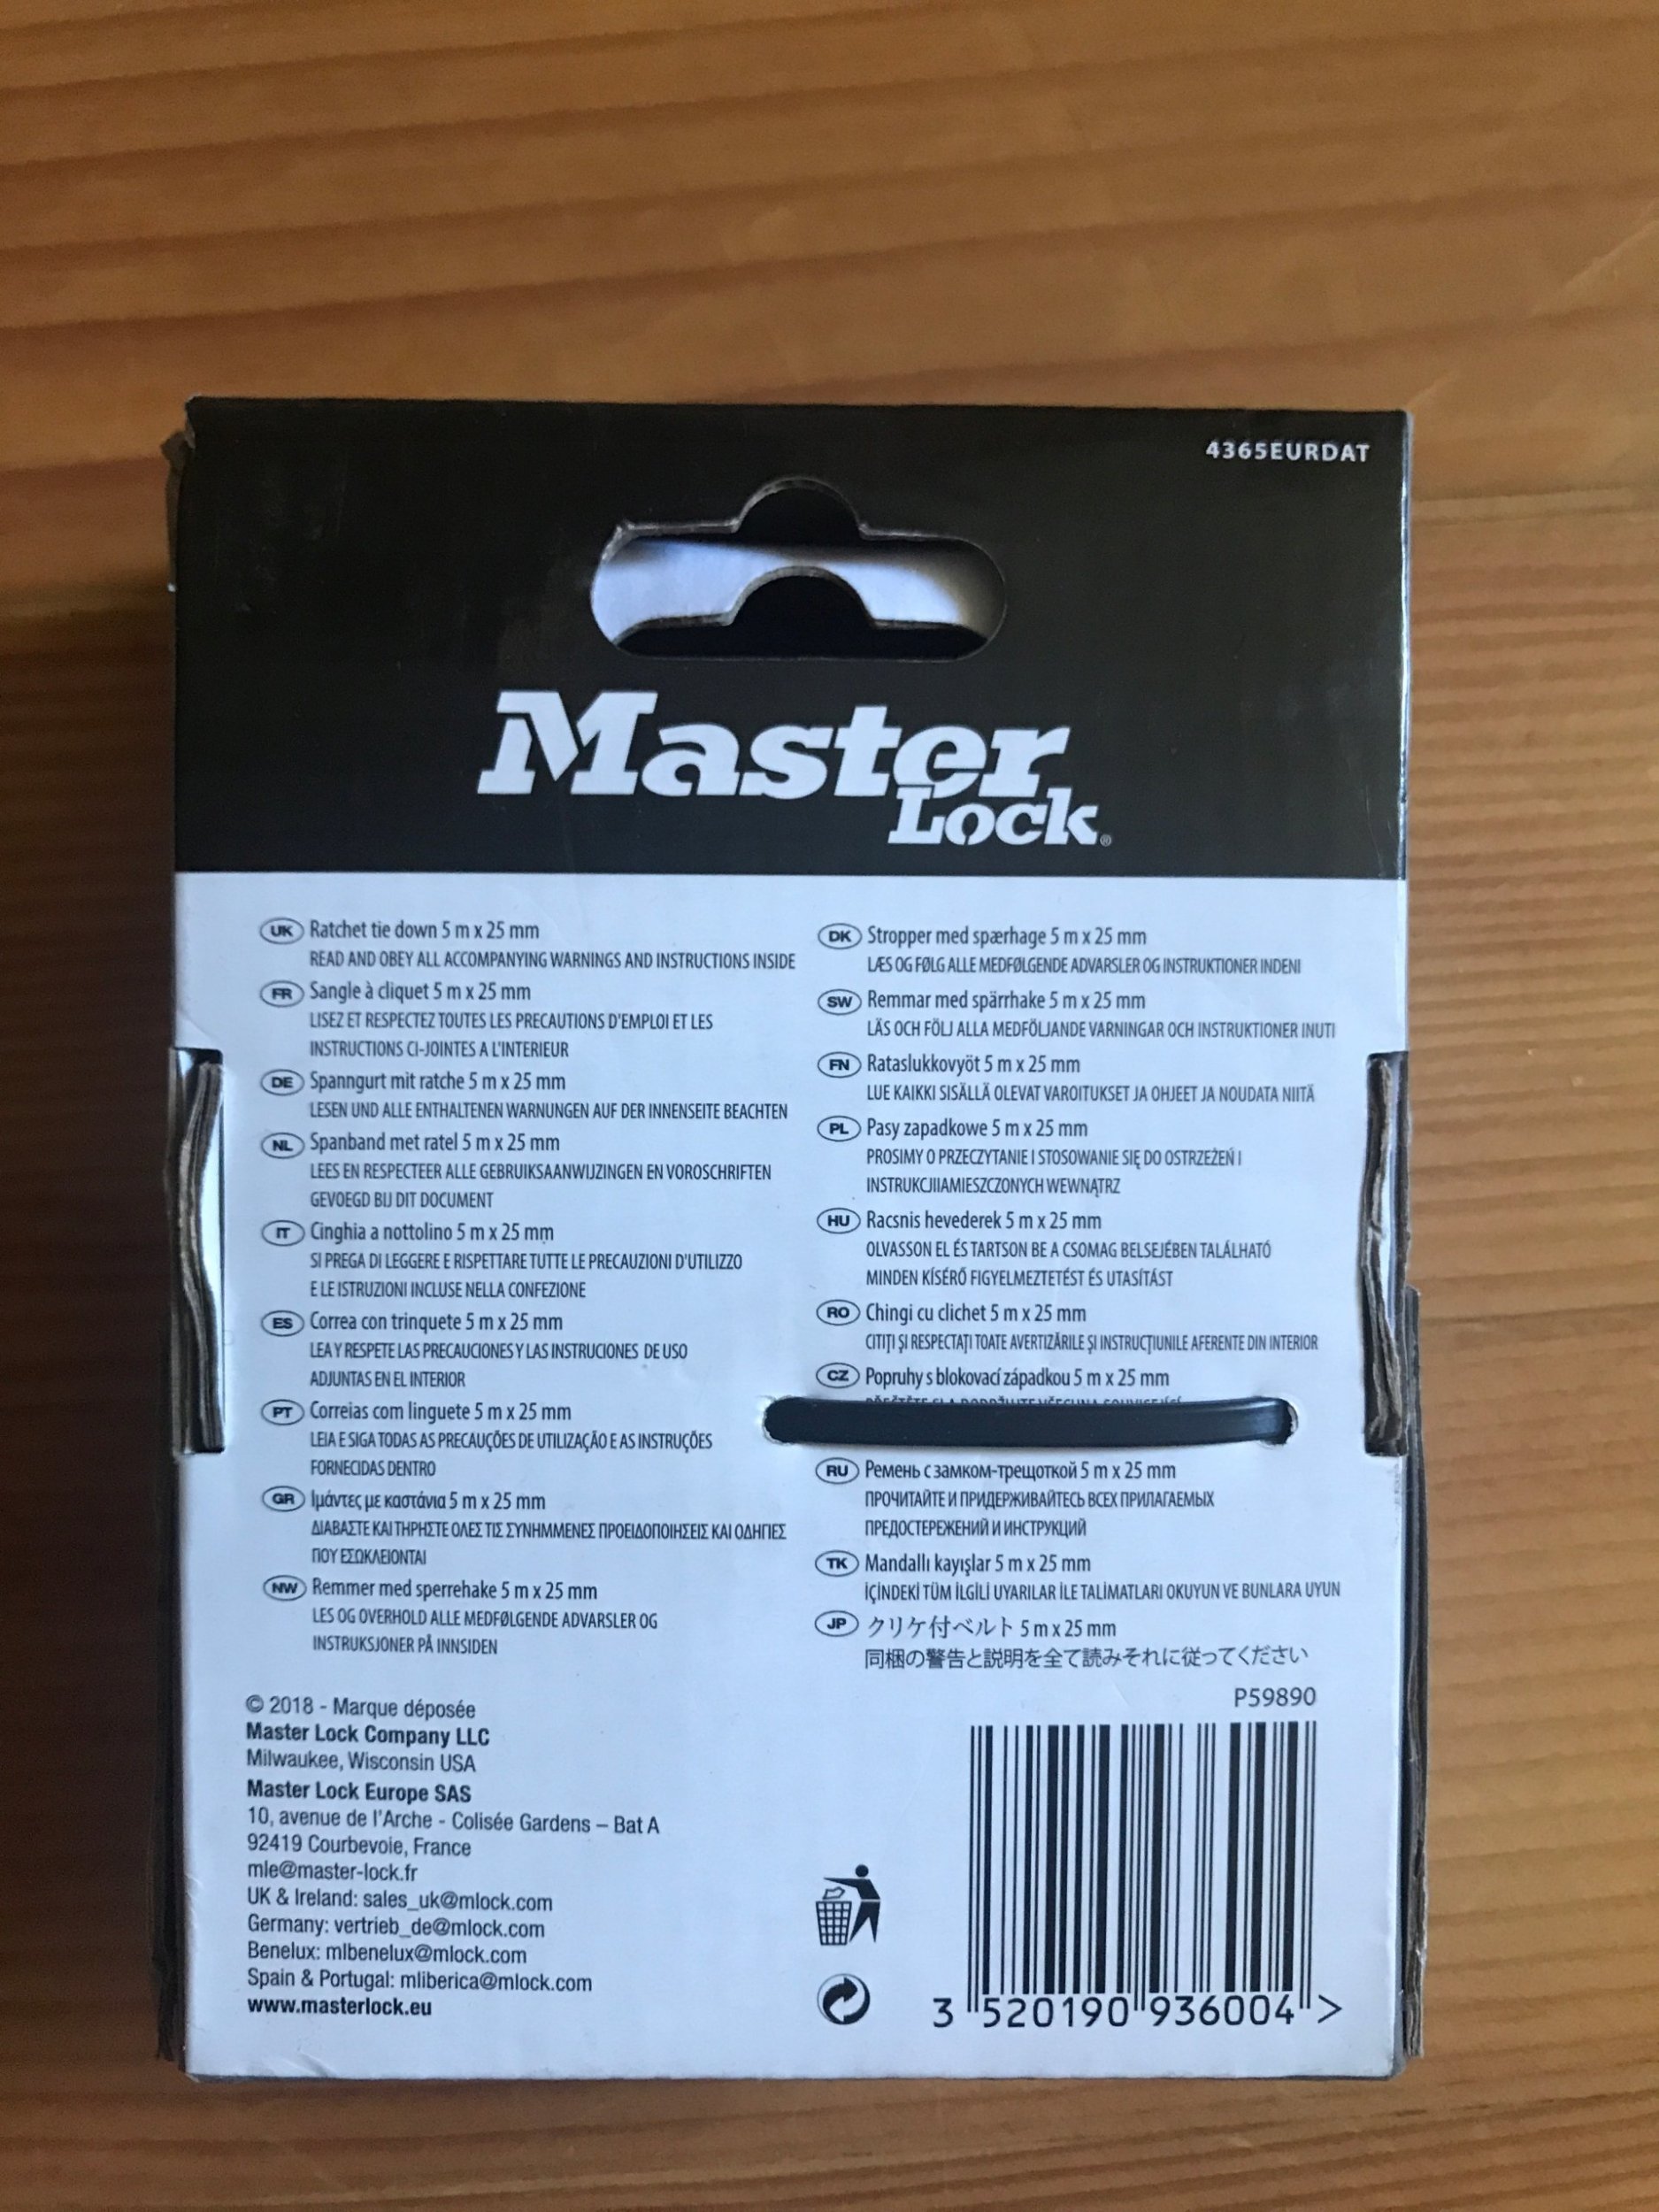 4365EURDAT
Master
Lock®
UK Ratchet tie down 5 m x 25 mm
READ AND OBEY ALL ACCOMPANYING WARNINGS AND INSTRUCTIONS INSIDE
FR Sangle à cliquet 5 m x 25 mm
LISEZ ET RESPECTEZ TOUTES LES PRECAUTIONS D'EMPLOI ET LES
INSTRUCTIONS CI-JOINTES A L'INTERIEUR
DE Spanngurt mit ratche 5 m x 25 mm
LESEN UND ALLE ENTHALTENEN WARNUNGEN AUF DER INNENSEITE BEACHTEN
NL Spanband met ratel 5 m x 25 mm
LEES EN RESPECTEER ALLE GEBRUIKSAANWIJZINGEN EN VOROSCHRIFTEN
GEVOEGD BIJ DIT DOCUMENT
IT Cinghia a nottolino 5 m x 25 mm
SI PREGA DI LEGGERE E RISPETTARE TUTTE LE PRECAUZIONI D'UTILIZZO
E LE ISTRUZIONI INCLUSE NELLA CONFEZIONE
ES Correa con trinquete 5 m x 25 mm
LEA Y RESPETE LAS PRECAUCIONES Y LAS INSTRUCIONES DE USO
ADJUNTAS EN EL INTERIOR
PT Correias com linguete 5 m x 25 mm
LEIA E SIGA TODAS AS PRECAUÇÕES DE UTILIZAÇÃO E AS INSTRUÇÕES
FORNECIDAS DENTRO
GR Ιμάντες με καστάνια 5 m x 25 mm
ΔΙΑΒΑΣΤΕ ΚΑΙ ΤΗΡΗΣΤΕ ΟΛΕΣ ΤΙΣ ΣΥΝΗΜΜΕΝΕΣ ΠΡΟΕΙΔΟΠΟΙΗΣΕΙΣ ΚΑΙ ΟΔΗΓΙΕΣ
ΠΟΥ ΕΣΩΚΛΕΙΟΝΤΑΙ
NW Remmer med sperrehake 5 m x 25 mm
LES OG OVERHOLD ALLE MEDFØLGENDE ADVARSLER OG
INSTRUKSJONER PÅ INNSIDEN
DK Stropper med spærhage 5 m x 25 mm
LÆS OG FØLG ALLE MEDFØLGENDE ADVARSLER OG INSTRUKTIONER INDENI
SW Remmar med spärrhake 5 m x 25 mm
LÄS OCH FÖLJ ALLA MEDFÖLJANDE VARNINGAR OCH INSTRUKTIONER INUTI
FN Rataslukkovyöt 5 m x 25 mm
LUE KAIKKI SISÄLLÄ OLEVAT VAROITUKSET JA OHJEET JA NOUDATA NIITÄ
PL Pasy zapadkowe 5 m x 25 mm
PROSIMY O PRZECZYTANIE I STOSOWANIE SIĘ DO OSTRZEŻEŃ I
INSTRUKCJIIAMIESZCZONYCH WEWNĄTRZ
HU Racsnis hevederek 5 m x 25 mm
OLVASSON EL ÉS TARTSON BE A CSOMAG BELSEJÉBEN TALÁLHATÓ
MINDEN KÍSÉRŐ FIGYELMEZTETÉST ÉS UTASÍTÁST
RO Chingi cu clichet 5 m x 25 mm
CITIŢI ŞI RESPECTAŢI TOATE AVERTIZĂRILE ŞI INSTRUCŢIUNILE AFERENTE DIN INTERIOR
CZ Popruhy s blokovací západkou 5 m x 25 mm
RU Ремень с замком-трещоткой 5 m x 25 mm
ПРОЧИТАЙТЕ И ПРИДЕРЖИВАЙТЕСЬ ВСЕХ ПРИЛАГАЕМЫХ
ПРЕДОСТЕРЕЖЕНИЙ И ИНСТРУКЦИЙ
TK Mandallı kayışlar 5 m x 25 mm
İÇİNDEKİ TÜM İLGİLİ UYARILAR İLE TALİMATLARI OKUYUN VE BUNLARA UYUN
JP クリケ付ベルト 5 m x 25 mm
同梱の警告と説明を全て読みそれに従ってください
© 2018 - Marque déposée
Master Lock Company LLC
Milwaukee, Wisconsin USA
Master Lock Europe SAS
10, avenue de l'Arche - Colisée Gardens – Bat A
92419 Courbevoie, France
mle@master-lock.fr
UK & Ireland: sales_uk@mlock.com
Germany: vertrieb_de@mlock.com
Benelux: mlbenelux@mlock.com
Spain & Portugal: mliberica@mlock.com
www.masterlock.eu
P59890
3 520190 936004 >